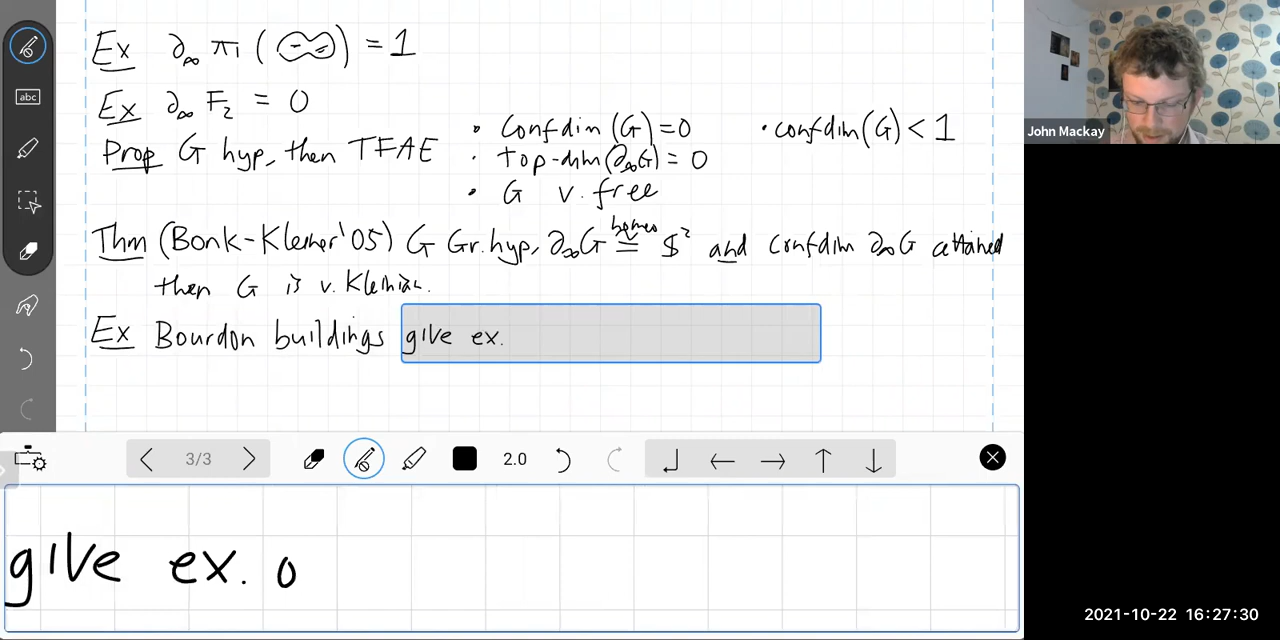 Ex ∂∞ π1 ( ) = 1
Ex ∂∞ F₂ = 0
Prop G hyp, then TFAE
• Confdim (G) = 0
• confdim(G) < 1
• top-dim(∂∞G) = 0
• G v. free
Thm (Bonk-Kleiner '05) G Gr. hyp, ∂∞G homeo ≅ S² and Confdim ∂∞G attained
then G is v. Kleinian.
Ex Bourdon buildings give ex.
John Mackay
abc
3/3
2.0
give ex. o
2021-10-22 16:27:30